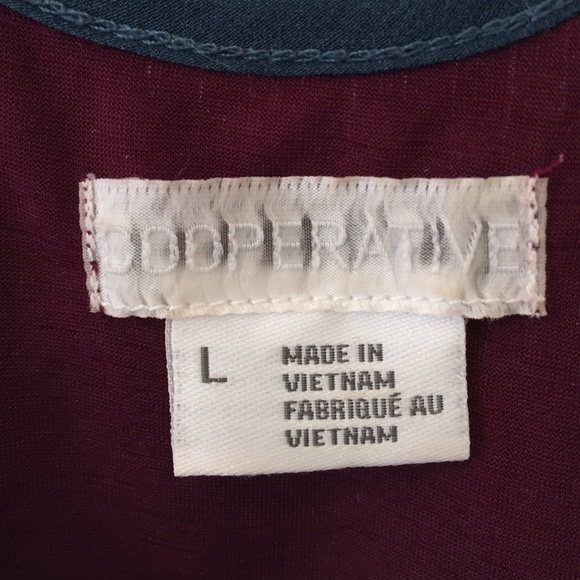 COOPERATIVE
L
MADE IN
VIETNAM
FABRIQUÉ AU
VIETNAM